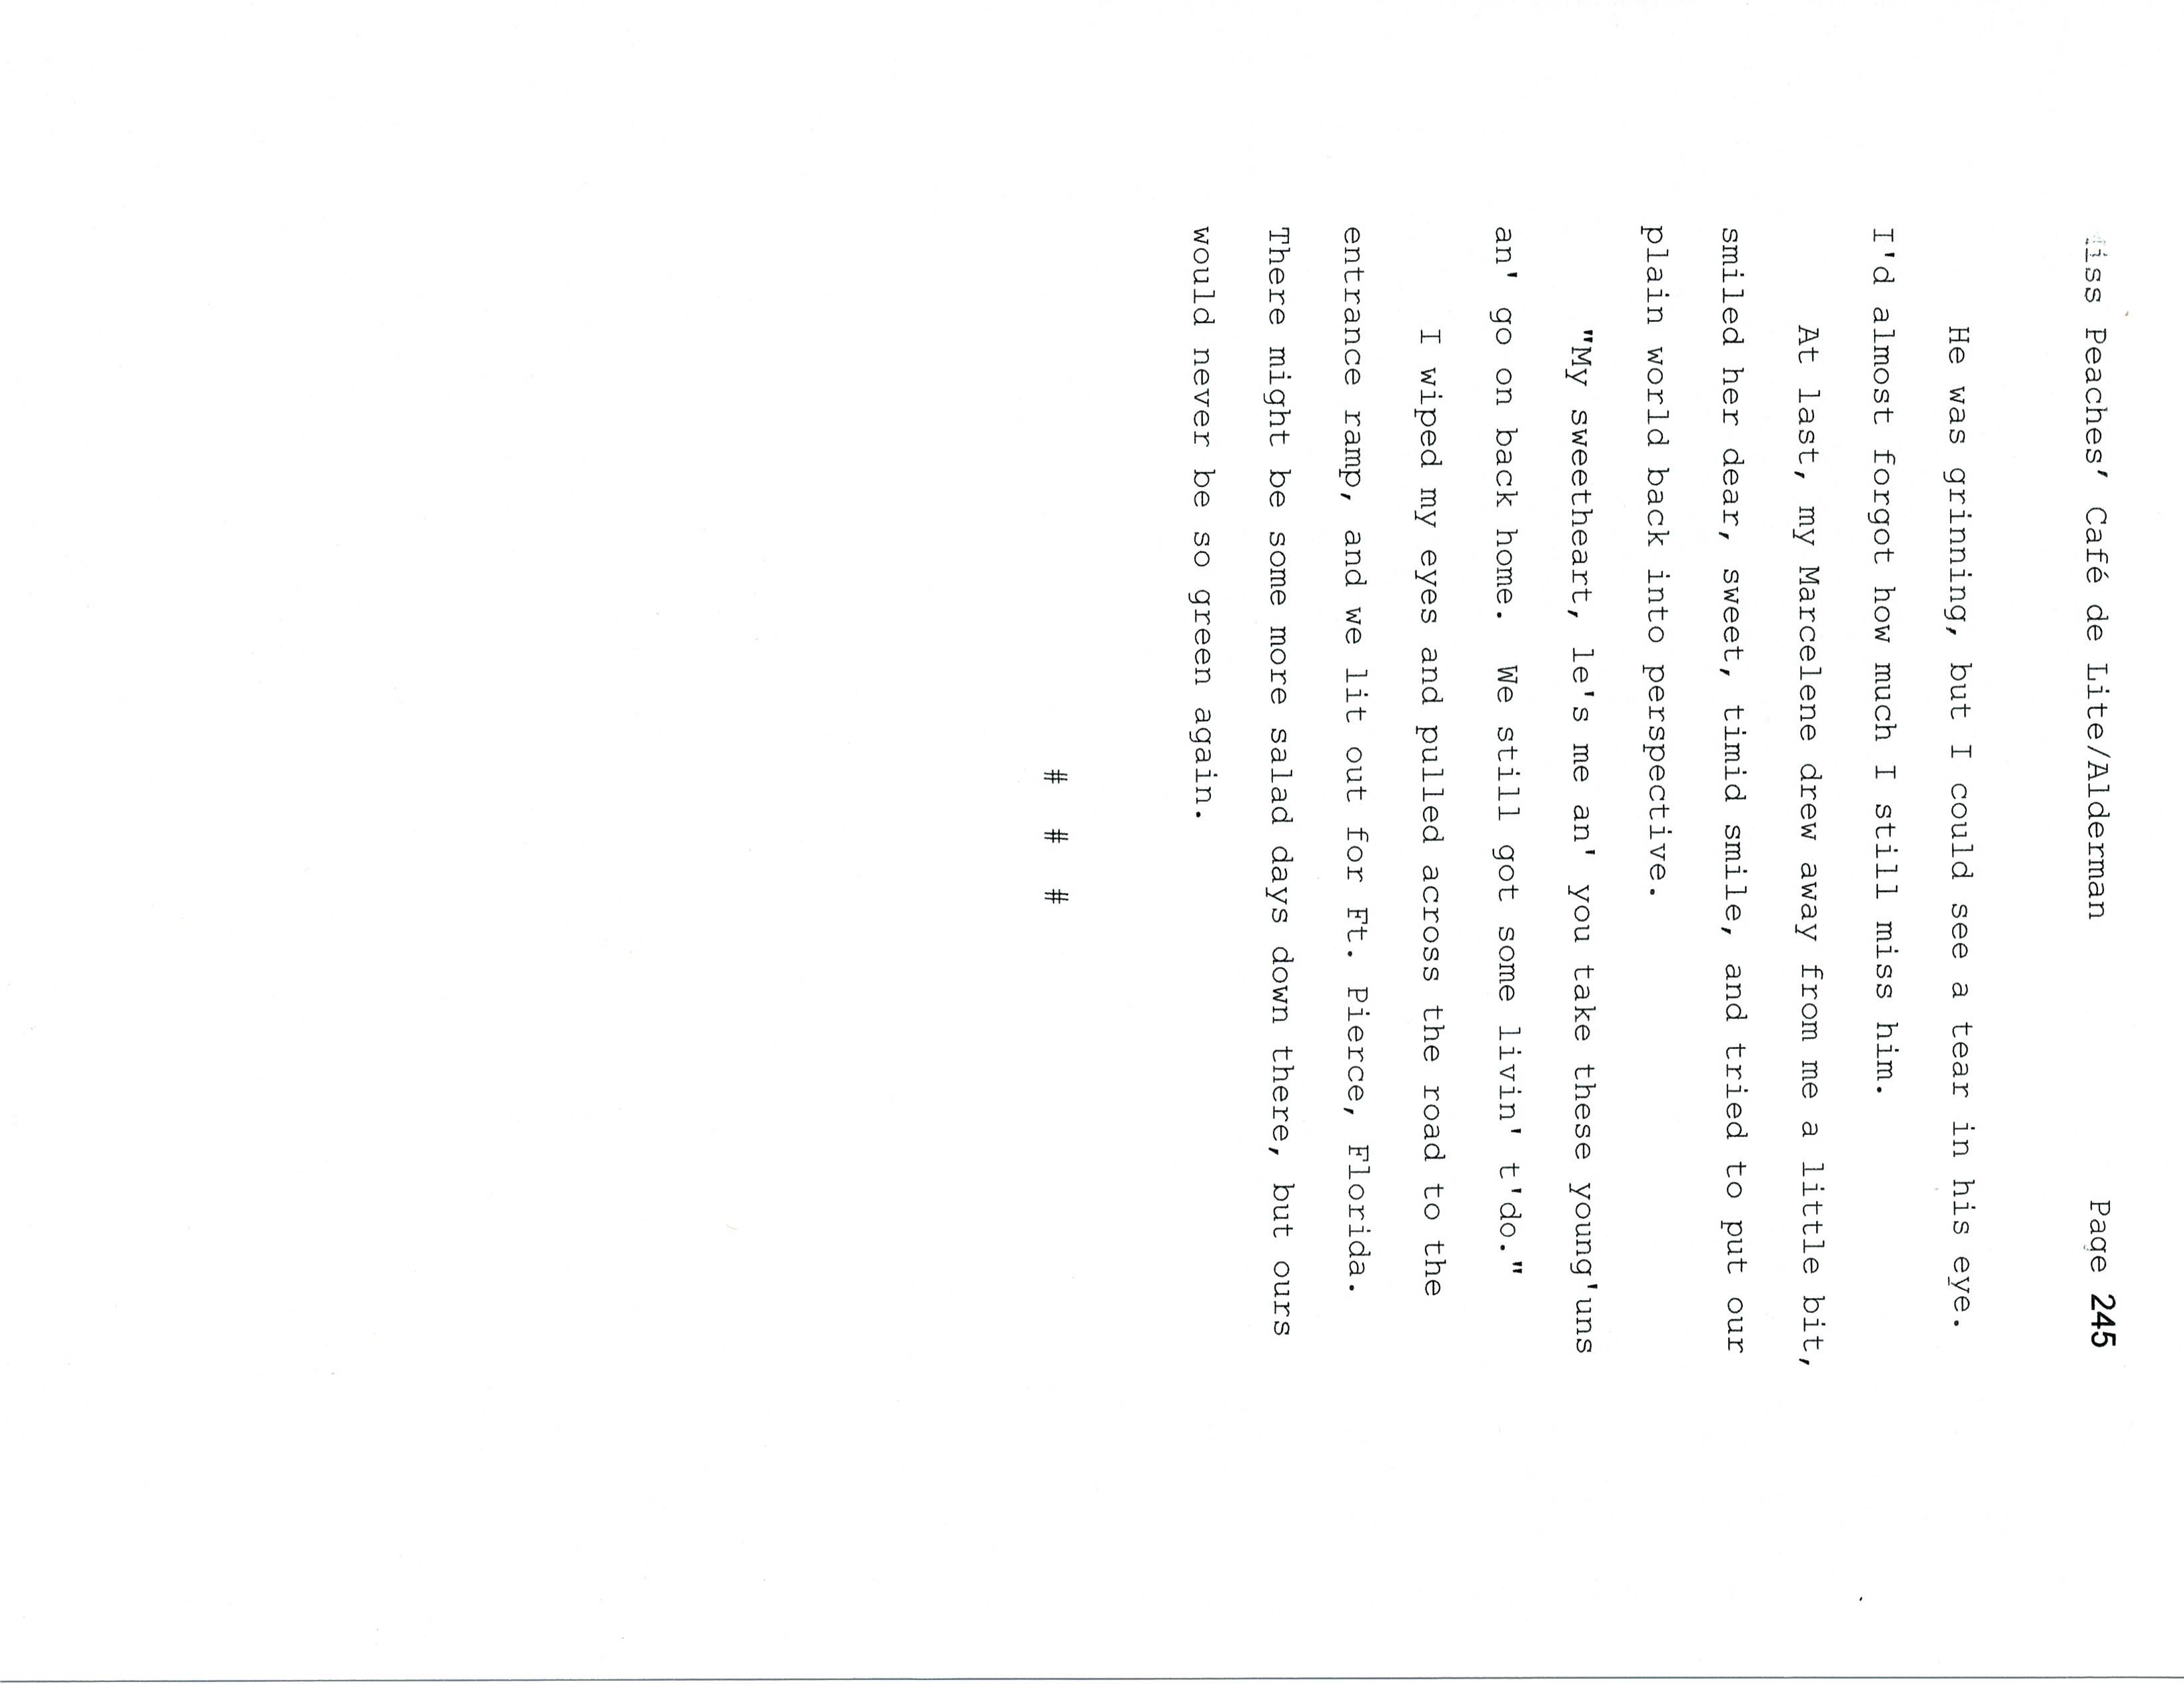 Miss Peaches’ Café de Lite/Alderman Page 245
He was grinning, but I could see a tear in his eye.
I'd almost forgot how much I still miss him.
At last, my Marcelene drew away from me a little bit,
smiled her dear, sweet, timid smile, and tried to put our
plain world back into perspective.
"My sweetheart, le's me an' you take these young'uns
an' go on back home.  We still got some livin' t'do."
I wiped my eyes and pulled across the road to the
entrance ramp, and we lit out for Ft. Pierce, Florida.
There might be some more salad days down there, but ours
would never be so green again.
# # #